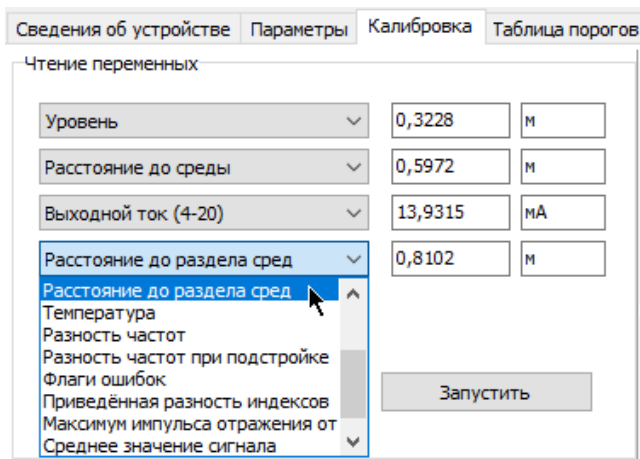 Сведения об устройстве Параметры Калибровка Таблица порогов
Чтение переменных
Уровень 0,3228 м
Расстояние до среды 0,5972 м
Выходной ток (4-20) 13,9315 мА
Расстояние до раздела сред 0,8102 м
Расстояние до раздела сред
Температура
Разность частот
Разность частот при подстройке
Флаги ошибок
Приведённая разность индексов
Максимум импульса отражения от
Среднее значение сигнала
Запустить